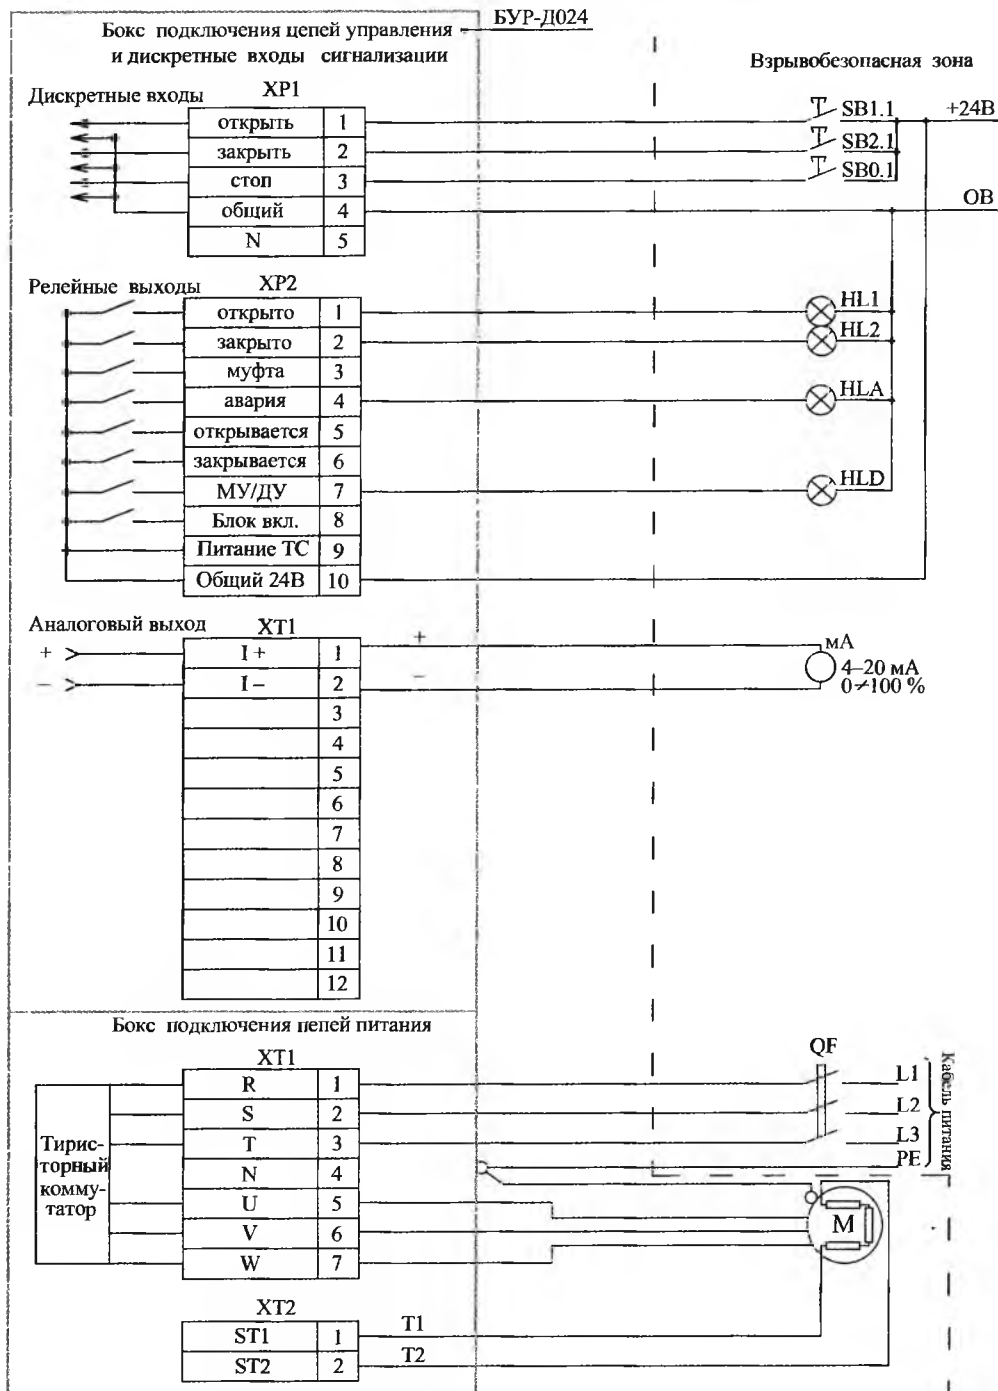 БУР-Д024
Бокс подключения цепей управления
и дискретные входы сигнализации
Взрывобезопасная зона
Дискретные входы
XP1
открыть 1
закрыть 2
стоп 3
общий 4
N 5
SB1.1
SB2.1
SB0.1
+24В
ОВ
Релейные выходы
XP2
открыто 1
закрыто 2
муфта 3
авария 4
открывается 5
закрывается 6
МУ/ДУ 7
Блок вкл. 8
Питание ТС 9
Общий 24В 10
HL1
HL2
HLA
HLD
Аналоговый выход
XT1
+ I + 1 +
– I – 2 –
3
4
5
6
7
8
9
10
11
12
мА
4–20 мА
0≁100 %
Бокс подключения цепей питания
XT1
R 1
S 2
T 3
N 4
U 5
V 6
W 7
Тирис-
торный
комму-
татор
QF
L1
L2
L3
PE
Кабель питания
M
XT2
ST1 1 T1
ST2 2 T2